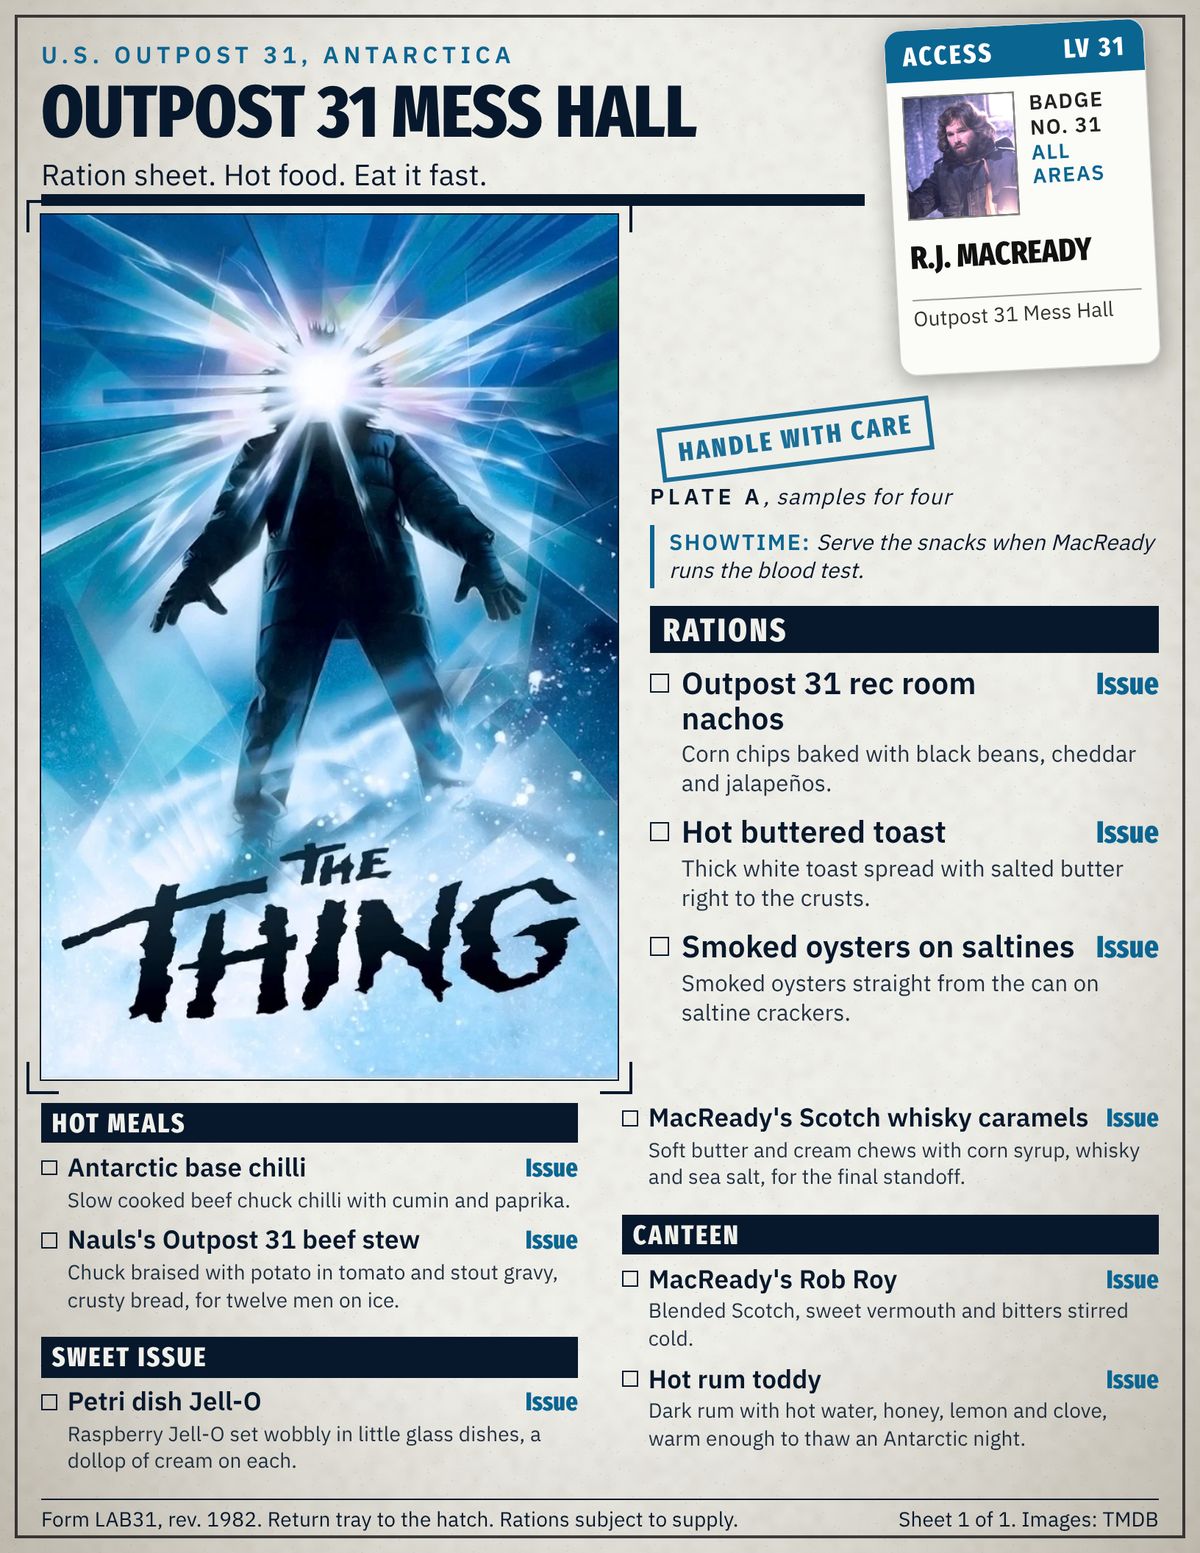 U.S. OUTPOST 31, ANTARCTICA
OUTPOST 31 MESS HALL
Ration sheet. Hot food. Eat it fast.
ACCESS LV 31
BADGE
NO. 31
ALL
AREAS
R.J. MACREADY
Outpost 31 Mess Hall
THE
THING
HANDLE WITH CARE
PLATE A, samples for four
SHOWTIME: Serve the snacks when MacReady
runs the blood test.
RATIONS
Outpost 31 rec room Issue
nachos
Corn chips baked with black beans, cheddar
and jalapeños.
Hot buttered toast Issue
Thick white toast spread with salted butter
right to the crusts.
Smoked oysters on saltines Issue
Smoked oysters straight from the can on
saltine crackers.
HOT MEALS
Antarctic base chilli Issue
Slow cooked beef chuck chilli with cumin and paprika.
Nauls's Outpost 31 beef stew Issue
Chuck braised with potato in tomato and stout gravy,
crusty bread, for twelve men on ice.
SWEET ISSUE
Petri dish Jell-O Issue
Raspberry Jell-O set wobbly in little glass dishes, a
dollop of cream on each.
MacReady's Scotch whisky caramels Issue
Soft butter and cream chews with corn syrup, whisky
and sea salt, for the final standoff.
CANTEEN
MacReady's Rob Roy Issue
Blended Scotch, sweet vermouth and bitters stirred
cold.
Hot rum toddy Issue
Dark rum with hot water, honey, lemon and clove,
warm enough to thaw an Antarctic night.
Form LAB31, rev. 1982. Return tray to the hatch. Rations subject to supply.
Sheet 1 of 1. Images: TMDB